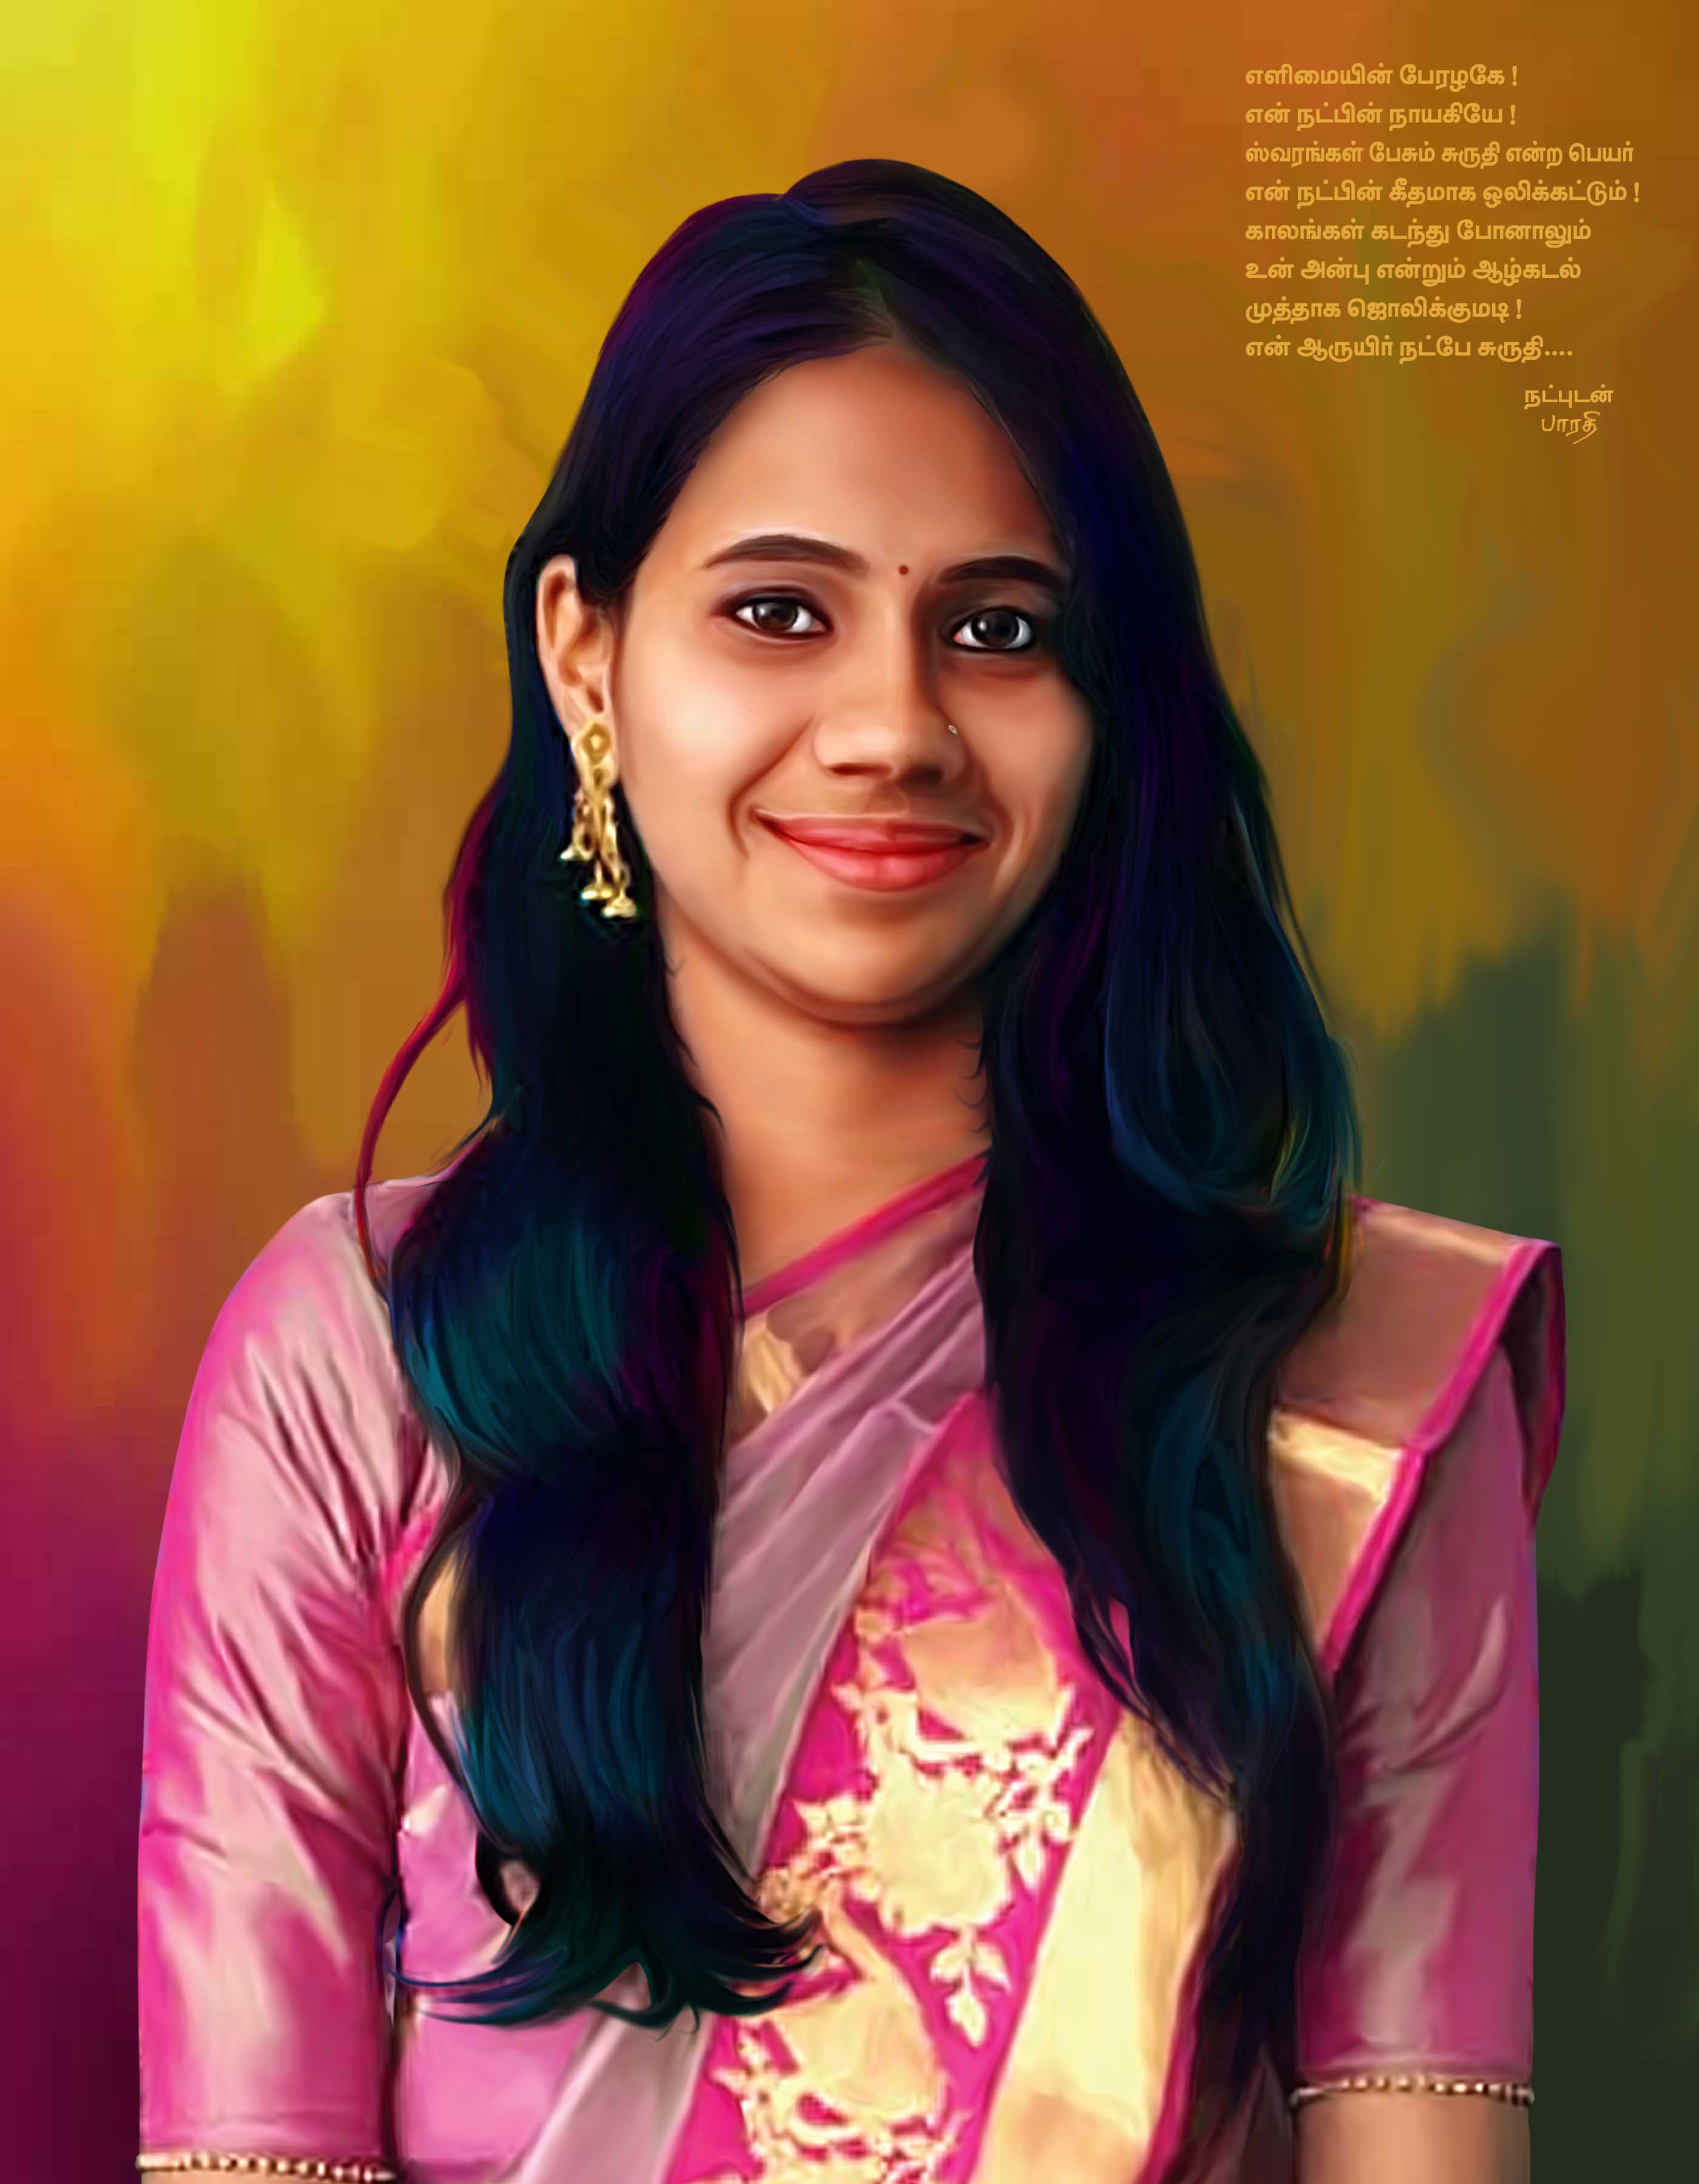 எளிமையின் பேரழகே !
என் நட்பின் நாயகியே !
ஸ்வரங்கள் பேசும் சுருதி என்ற பெயர்
என் நட்பின் கீதமாக ஒலிக்கட்டும் !
காலங்கள் கடந்து போனாலும்
உன் அன்பு என்றும் ஆழ்கடல்
முத்தாக ஜொலிக்குமடி !
என் ஆருயிர் நட்பே சுருதி....
நட்புடன்
பாரதி